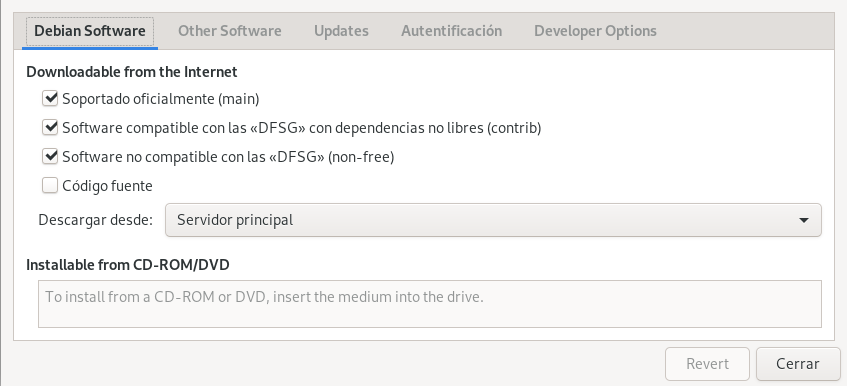 Debian Software Other Software Updates Autentificación Developer Options
Downloadable from the Internet
Soportado oficialmente (main)
Software compatible con las «DFSG» con dependencias no libres (contrib)
Software no compatible con las «DFSG» (non-free)
Código fuente
Descargar desde: Servidor principal
Installable from CD-ROM/DVD
To install from a CD-ROM or DVD, insert the medium into the drive.
Revert Cerrar